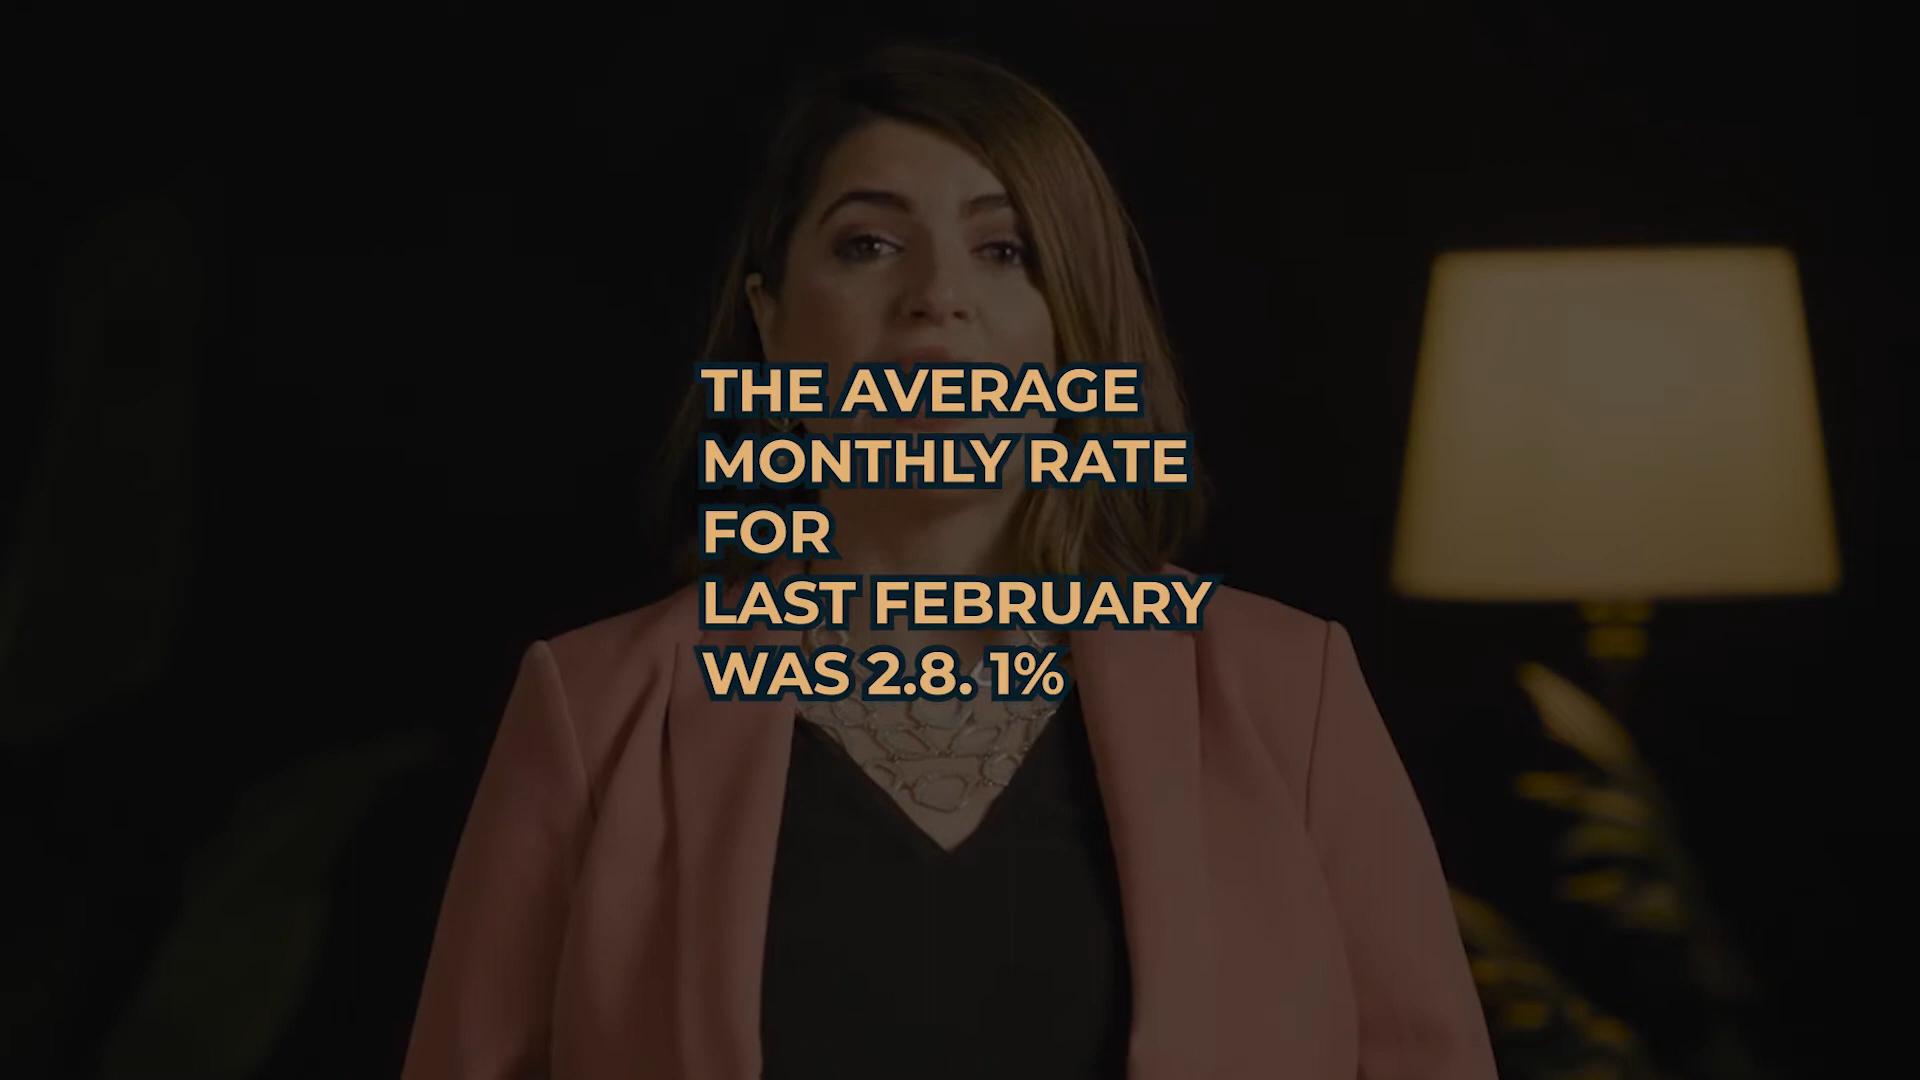 THE AVERAGE
MONTHLY RATE
FOR
LAST FEBRUARY
WAS 2.8. 1%